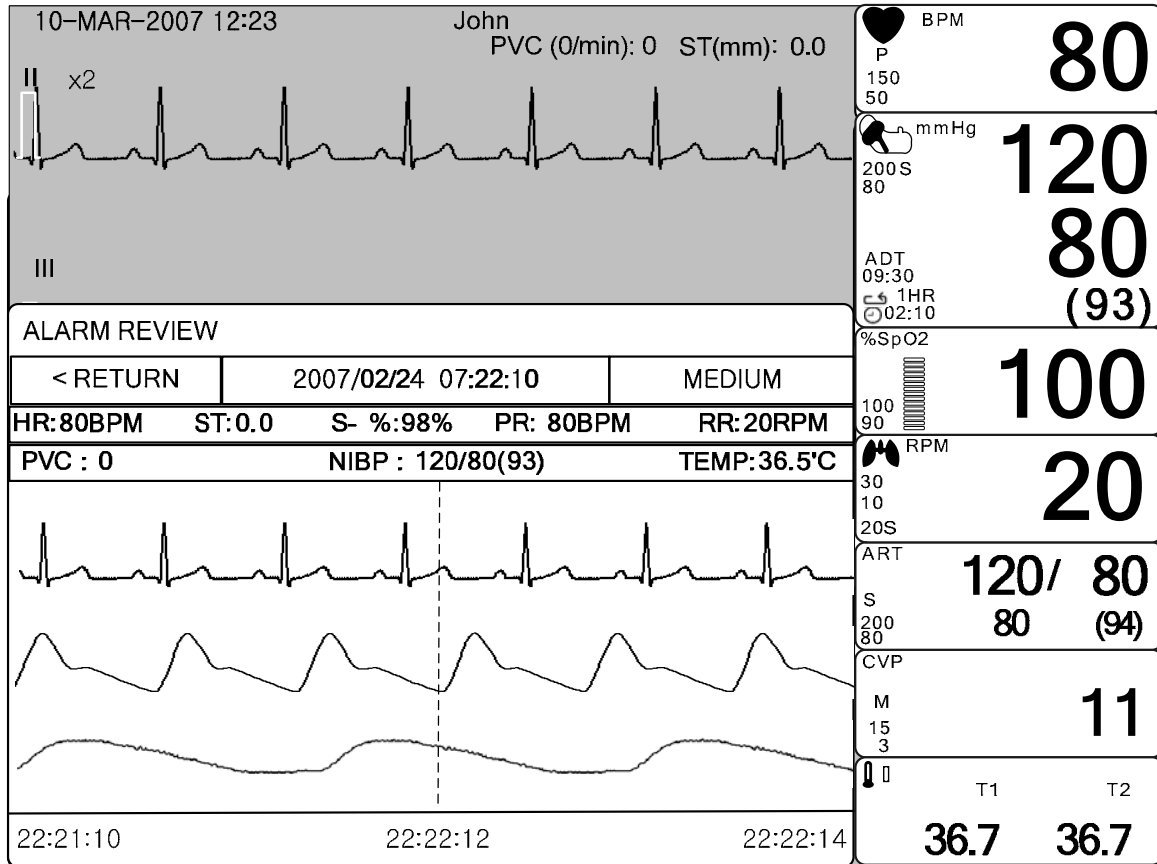 10-MAR-2007 12:23 John
PVC (0/min): 0 ST(mm): 0.0
II x2
III
ALARM REVIEW
< RETURN 2007/02/24 07:22:10 MEDIUM
HR:80BPM ST:0.0 S- %:98% PR: 80BPM RR:20RPM
PVC : 0 NIBP : 120/80(93) TEMP:36.5'C
22:21:10 22:22:12 22:22:14
BPM
80
P
150
50
mmHg
120
200 S
80
80
ADT
09:30
1HR
02:10
(93)
%SpO2
100
100
90
RPM
20
30
10
20S
ART
120/ 80
S
80 (94)
200
80
CVP
M
11
15
3
T1 T2
36.7 36.7